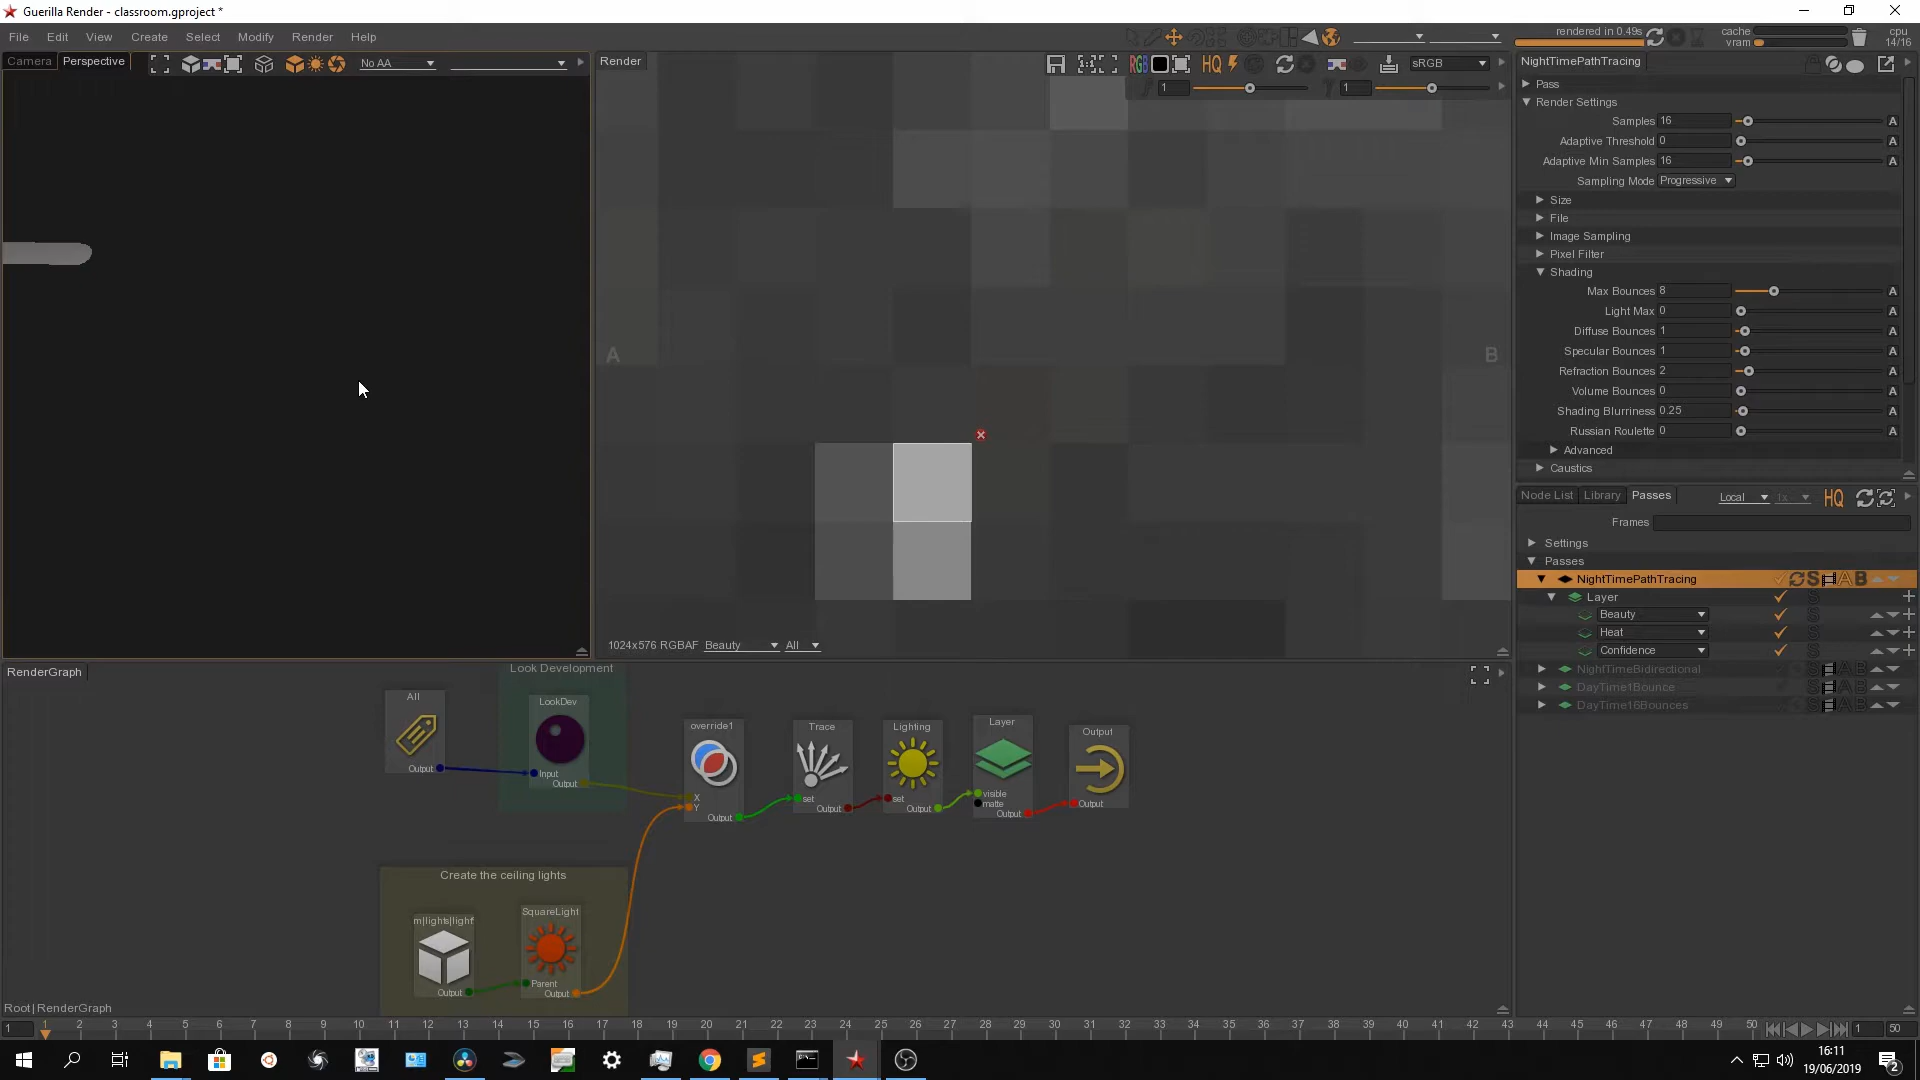 Guerilla Render - classroom.gproject *
File Edit View Create Select Modify Render Help
rendered in 0.49s
cache
vram
cpu
14/16
Camera Perspective No AA
Render RGB HQ sRGB
1 1
A B
1024x576 RGBAF Beauty All
NightTimePathTracing
Pass
Render Settings
Samples 16 A
Adaptive Threshold 0 A
Adaptive Min Samples 16 A
Sampling Mode Progressive
Size
File
Image Sampling
Pixel Filter
Shading
Max Bounces 8 A
Light Max 0 A
Diffuse Bounces 1 A
Specular Bounces 1 A
Refraction Bounces 2 A
Volume Bounces 0 A
Shading Blurriness 0.25 A
Russian Roulette 0 A
Advanced
Caustics
Node List Library Passes Local fx HQ
Frames
Settings
Passes
NightTimePathTracing S A B
Layer S
Beauty
Heat
Confidence
NightTimeBidirectional A B
DayTime1Bounce A B
DayTime16Bounces A B
RenderGraph
Look Development
All
Output
LookDev
Input
Output
override1
X
Y
Output
Trace
set
Output
Lighting
set
Output
Layer
visible
matte
Output
Output
Output
Create the ceiling lights
m|lights|lighf
Output
SquareLight
Parent
Output
Root|RenderGraph
1 1 2 3 4 5 6 7 8 9 10 11 12 13 14 15 16 17 18 19 20 21 22 23 24 25 26 27 28 29 30 31 32 33 34 35 36 37 38 39 40 41 42 43 44 45 46 47 48 49 50 1 50
16:11
19/06/2019
2